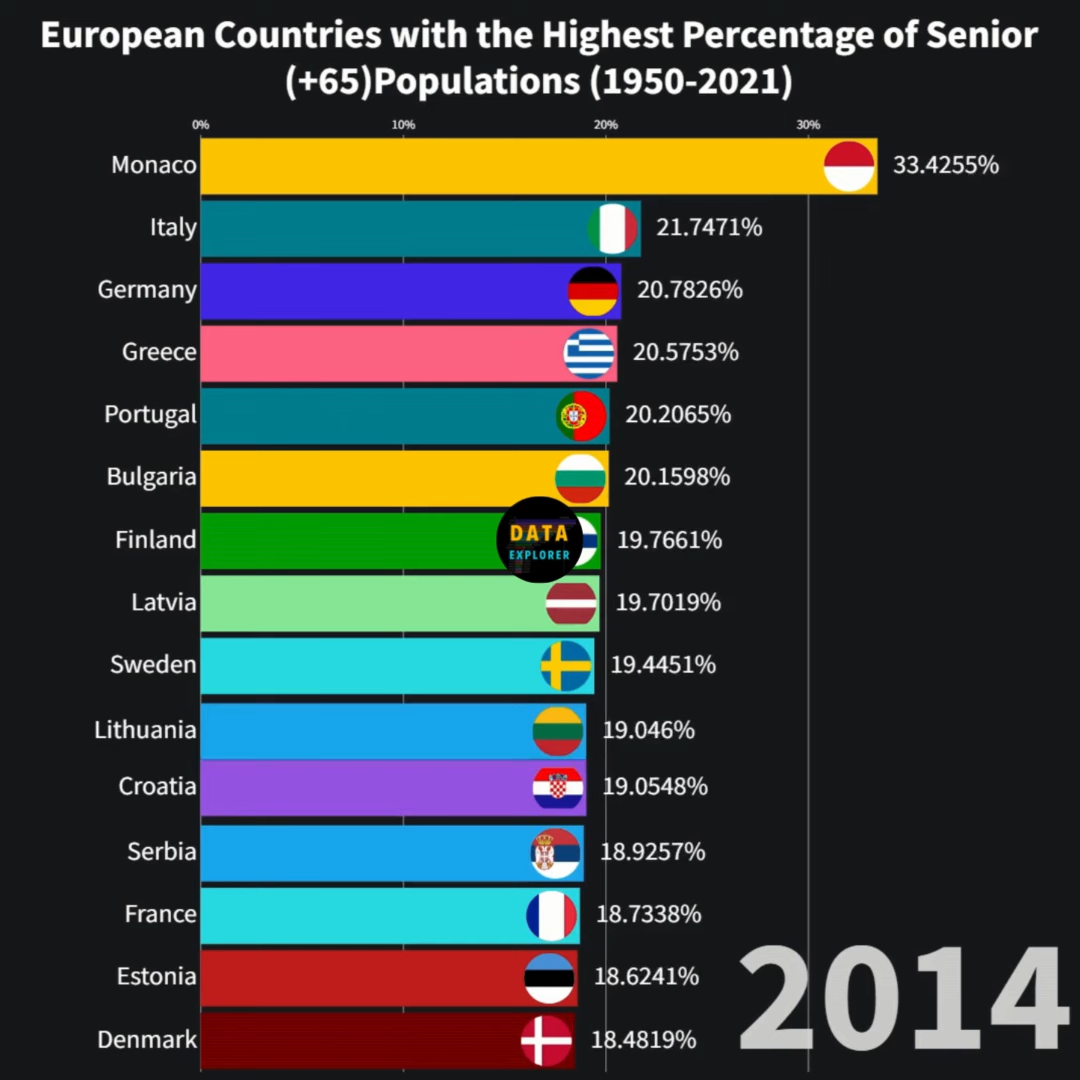 European Countries with the Highest Percentage of Senior
(+65)Populations (1950-2021)
0% 10% 20% 30%
Monaco 33.4255%
Italy 21.7471%
Germany 20.7826%
Greece 20.5753%
Portugal 20.2065%
Bulgaria 20.1598%
Finland 19.7661%
DATA
EXPLORER
Latvia 19.7019%
Sweden 19.4451%
Lithuania 19.046%
Croatia 19.0548%
Serbia 18.9257%
France 18.7338%
Estonia 18.6241%
Denmark 18.4819%
2014